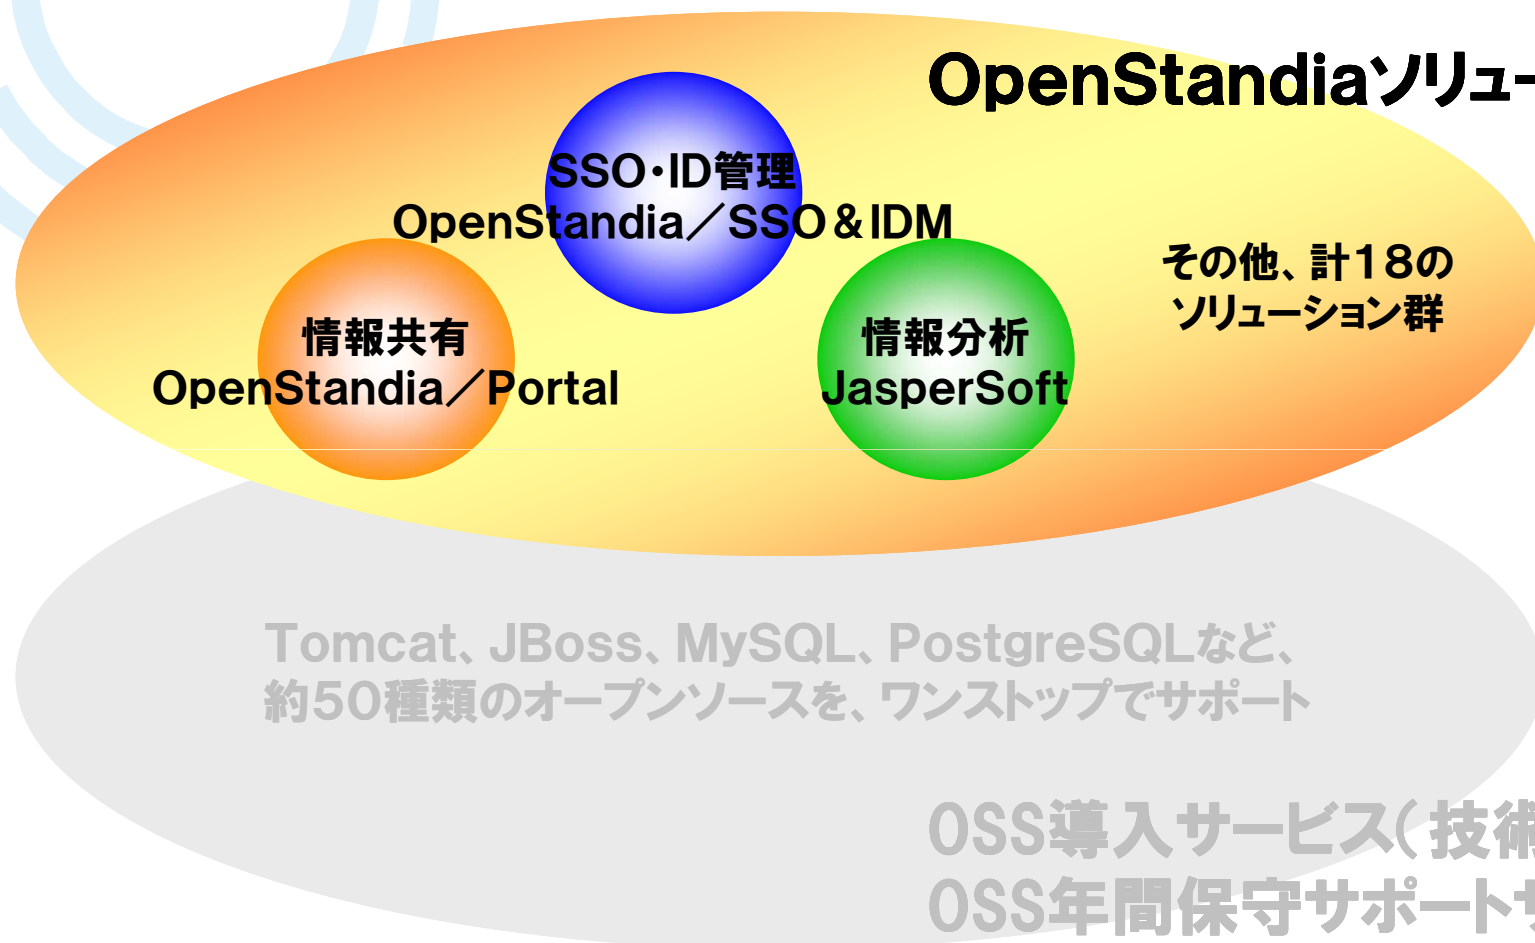 OpenStandiaソリュー
SSO・ID管理
OpenStandia／SSO＆IDM
その他、計１８の
ソリューション群
情報共有
OpenStandia／Portal
情報分析
JasperSoft
Tomcat、JBoss、MySQL、PostgreSQLなど、
約５０種類のオープンソースを、ワンストップでサポート
OSS導入サービス（技術
OSS年間保守サポート